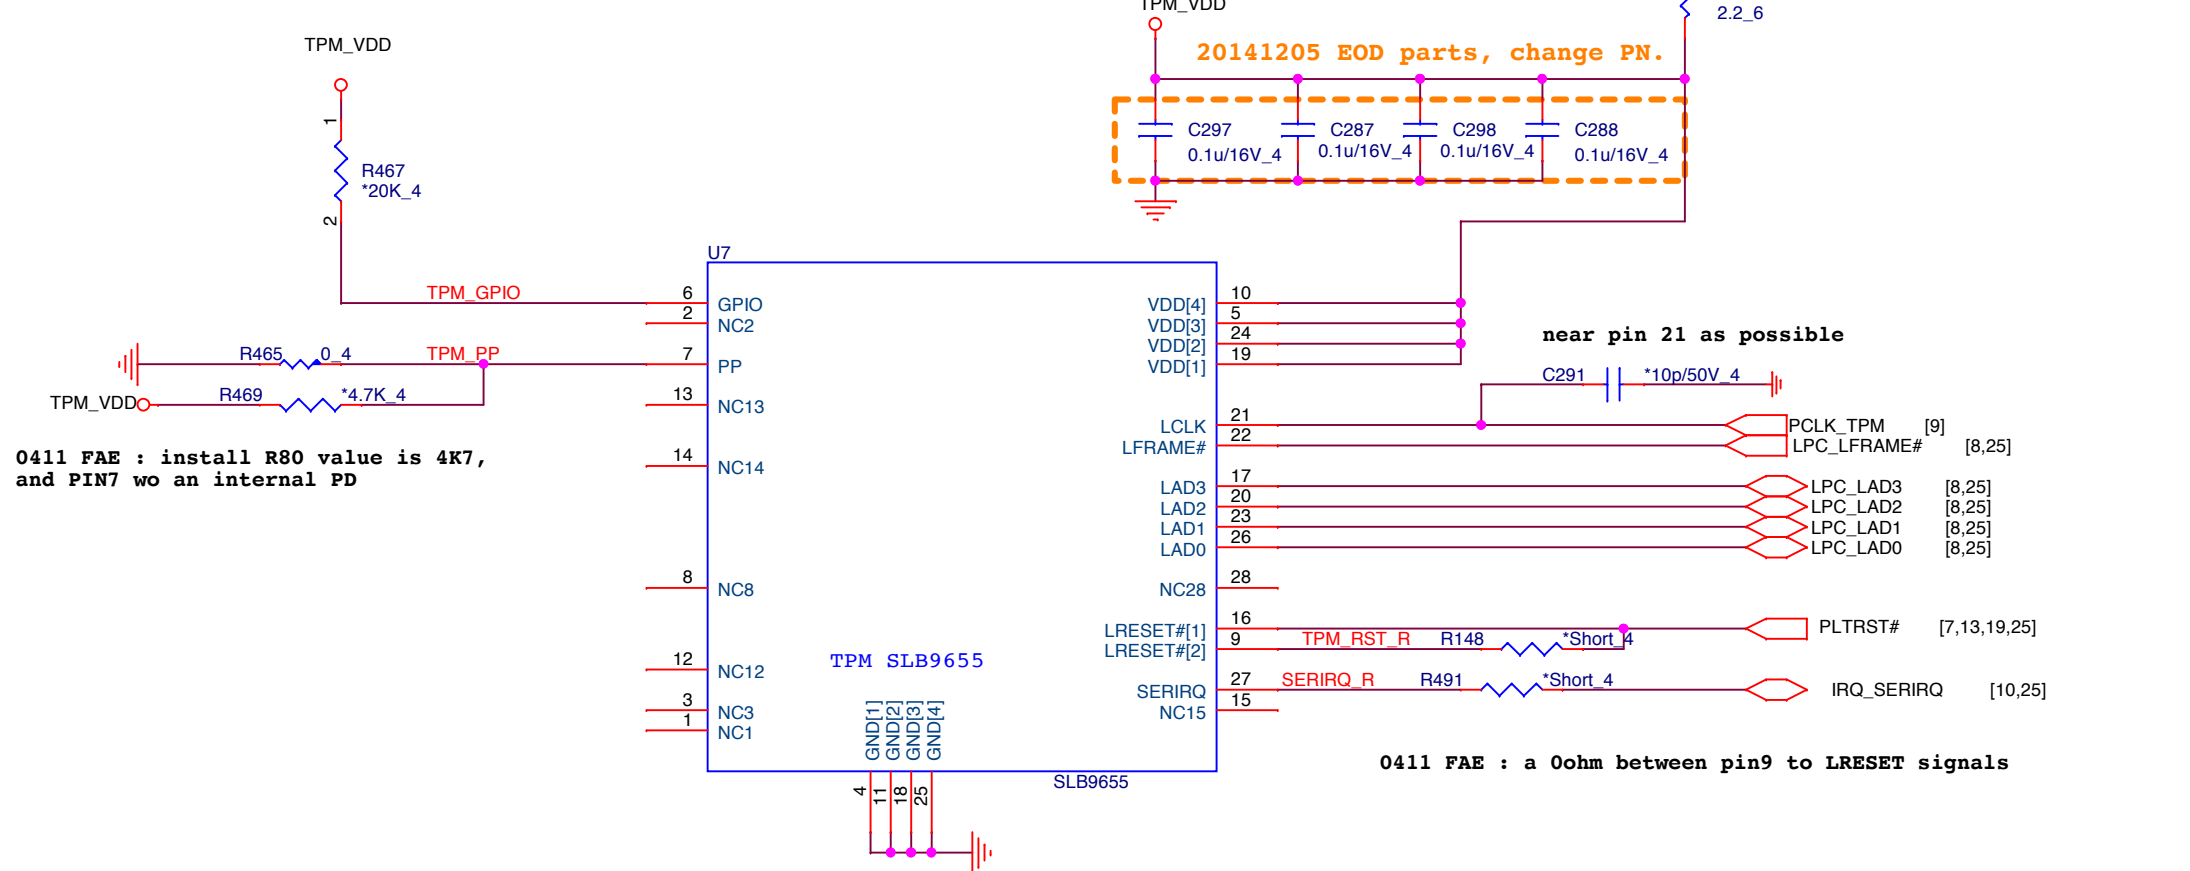 TPM_VDD
2.2_6
TPM_VDD
20141205 EOD parts, change PN.
1
R467
*20K_4
2
C297
0.1u/16V_4
C287
0.1u/16V_4
C298
0.1u/16V_4
C288
0.1u/16V_4
U7
TPM_GPIO
6
GPIO
2
NC2
R465
0_4
TPM_PP
7
PP
TPM_VDD
R469
*4.7K_4
13
NC13
0411 FAE : install R80 value is 4K7,
and PIN7 wo an internal PD
14
NC14
8
NC8
12
NC12
3
NC3
1
NC1
TPM SLB9655
GND[1]
GND[2]
GND[3]
GND[4]
4
11
18
25
SLB9655
VDD[4]
10
VDD[3]
5
VDD[2]
24
VDD[1]
19
near pin 21 as possible
C291
*10p/50V_4
LCLK
21
PCLK_TPM
[9]
LFRAME#
22
LPC_LFRAME#
[8,25]
LAD3
17
LPC_LAD3
[8,25]
LAD2
20
LPC_LAD2
[8,25]
LAD1
23
LPC_LAD1
[8,25]
LAD0
26
LPC_LAD0
[8,25]
NC28
28
LRESET#[1]
16
PLTRST#
[7,13,19,25]
LRESET#[2]
9
TPM_RST_R
R148
*Short_4
SERIRQ
27
SERIRQ_R
R491
*Short_4
IRQ_SERIRQ
[10,25]
NC15
15
0411 FAE : a 0ohm between pin9 to LRESET signals